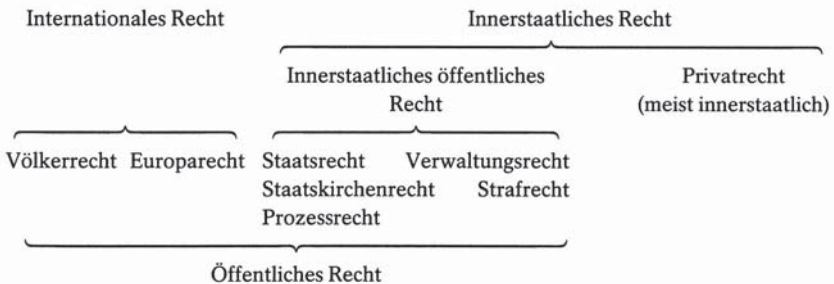 Internationales Recht Innerstaatliches Recht
Innerstaatliches öffentliches Privatrecht
Recht (meist innerstaatlich)
Völkerrecht Europarecht Staatsrecht Verwaltungsrecht
Staatskirchenrecht Strafrecht
Prozessrecht
Öffentliches Recht